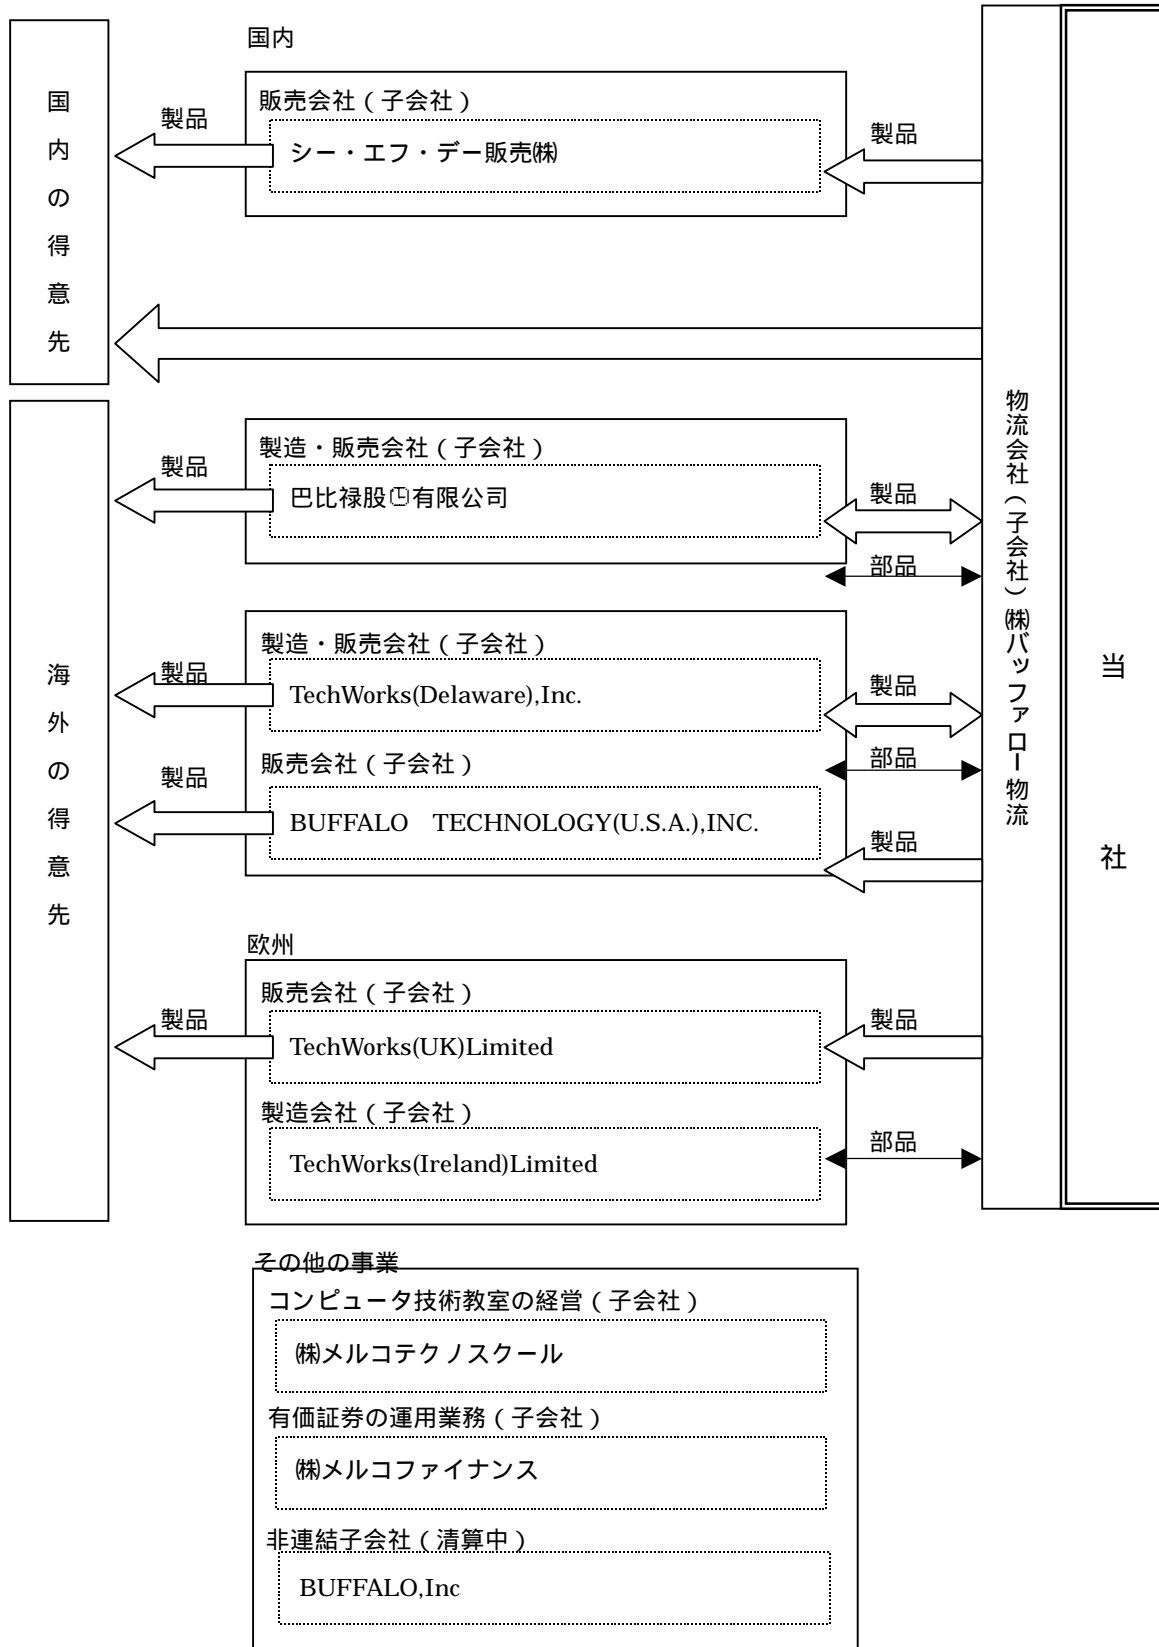 国内
国内の得意先
販売会社（子会社）
製品
シー・エフ・デー販売㈱
製品
製造・販売会社（子会社）
製品
巴比禄股有限公司
製品
部品
海外の得意先
製造・販売会社（子会社）
製品
TechWorks(Delaware),Inc.
製品
部品
販売会社（子会社）
製品
BUFFALO　TECHNOLOGY(U.S.A.),INC.
製品
欧州
販売会社（子会社）
製品
TechWorks(UK)Limited
製品
製造会社（子会社）
TechWorks(Ireland)Limited
部品
物流会社（子会社）㈱バッファロー物流
当社
その他の事業
コンピュータ技術教室の経営（子会社）
㈱メルコテクノスクール
有価証券の運用業務（子会社）
㈱メルコファイナンス
非連結子会社（清算中）
BUFFALO,Inc